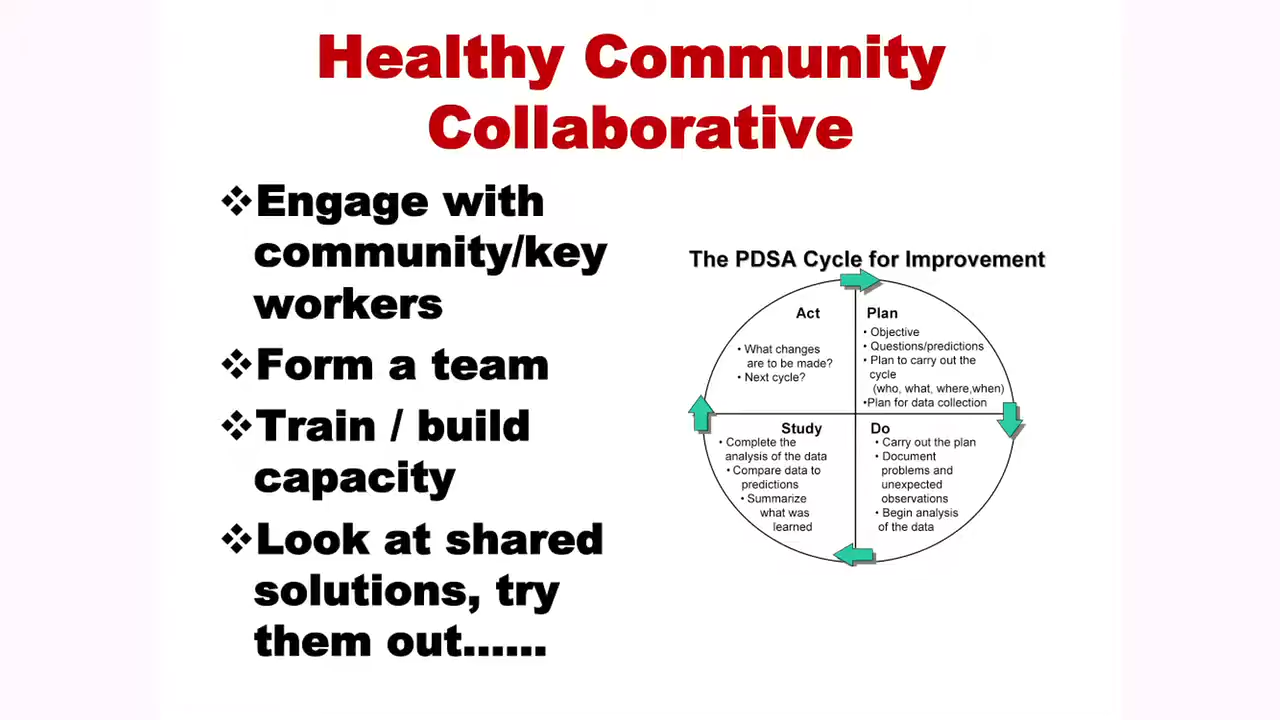 Healthy Community
Collaborative
❖Engage with
community/key
workers
❖Form a team
❖Train / build
capacity
❖Look at shared
solutions, try
them out......
The PDSA Cycle for Improvement
Act
• What changes
are to be made?
• Next cycle?
Plan
• Objective
• Questions/predictions
• Plan to carry out the
cycle
(who, what, where,when)
•Plan for data collection
Study
• Complete the
analysis of the data
• Compare data to
predictions
• Summarize
what was
learned
Do
• Carry out the plan
• Document
problems and
unexpected
observations
• Begin analysis
of the data